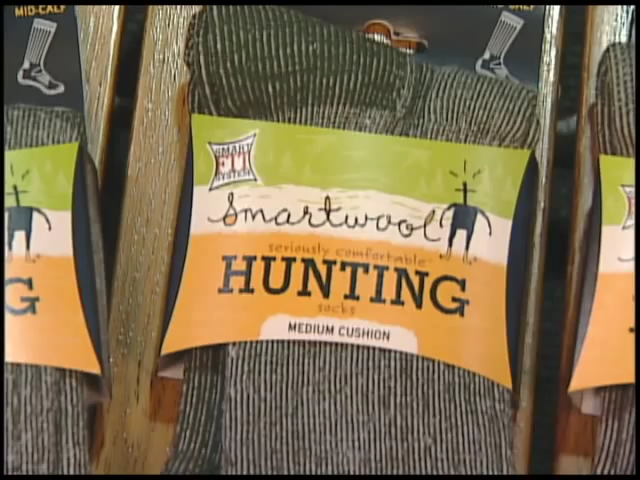 MID-CALF
SMART
FIT
SYSTEM
Smartwool
seriously comfortable
HUNTING
socks
MEDIUM CUSHION
G